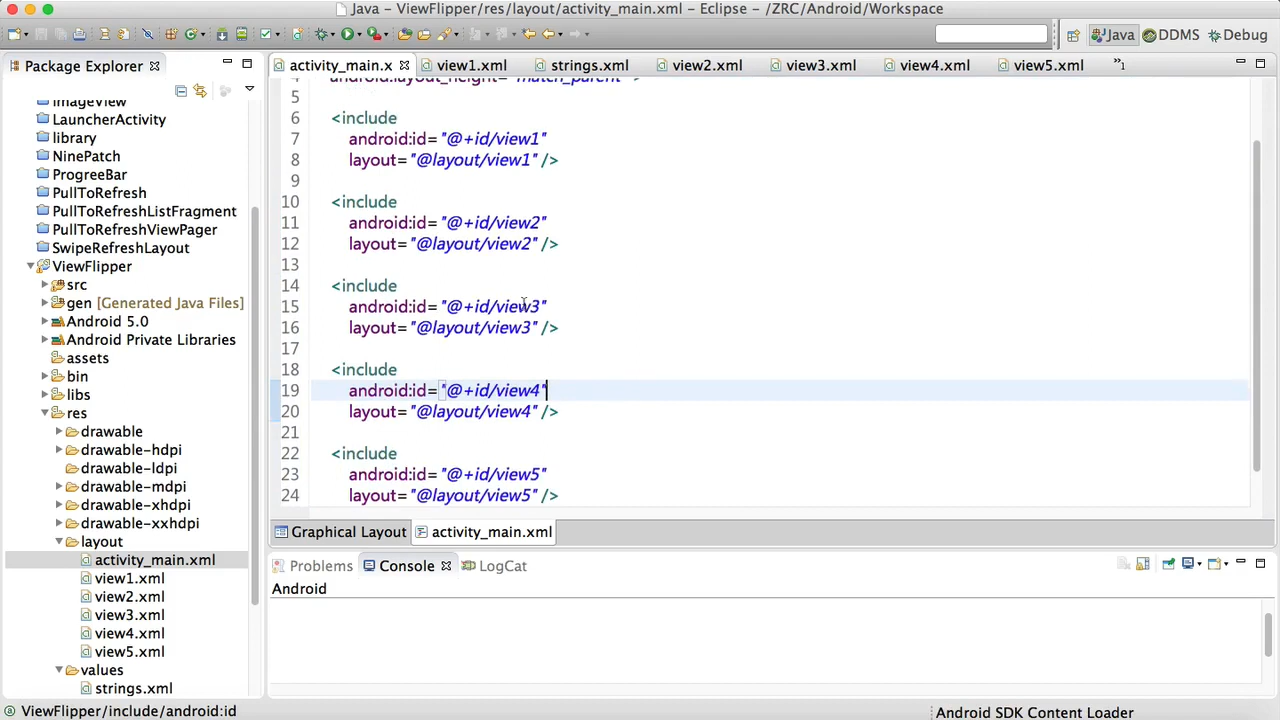 Java – ViewFlipper/res/layout/activity_main.xml – Eclipse – /ZRC/Android/Workspace
Java
DDMS
Debug
Package Explorer
activity_main.x
view1.xml
strings.xml
view2.xml
view3.xml
view4.xml
view5.xml
»1
ImageView
LauncherActivity
library
NinePatch
ProgreeBar
PullToRefresh
PullToRefreshListFragment
PullToRefreshViewPager
SwipeRefreshLayout
ViewFlipper
src
gen [Generated Java Files]
Android 5.0
Android Private Libraries
assets
bin
libs
res
drawable
drawable-hdpi
drawable-ldpi
drawable-mdpi
drawable-xhdpi
drawable-xxhdpi
layout
activity_main.xml
view1.xml
view2.xml
view3.xml
view4.xml
view5.xml
values
strings.xml
4 android:layout_height="match_parent" >
5
6 <include
7 android:id="@+id/view1"
8 layout="@layout/view1" />
9
10 <include
11 android:id="@+id/view2"
12 layout="@layout/view2" />
13
14 <include
15 android:id="@+id/view3"
16 layout="@layout/view3" />
17
18 <include
19 android:id="@+id/view4"
20 layout="@layout/view4" />
21
22 <include
23 android:id="@+id/view5"
24 layout="@layout/view5" />
Graphical Layout
activity_main.xml
Problems
Console
LogCat
Android
ViewFlipper/include/android:id
Android SDK Content Loader